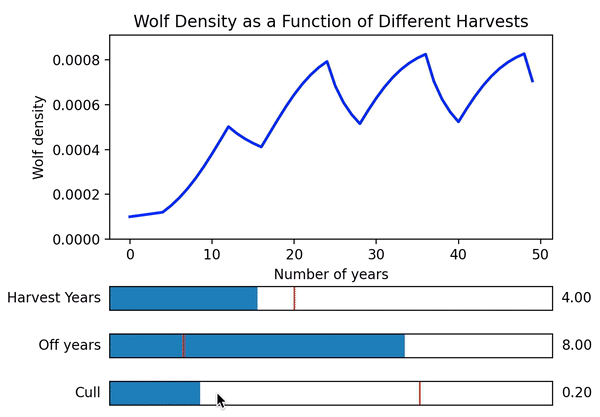 Wolf Density as a Function of Different Harvests
0.0008
0.0006
0.0004
0.0002
0.0000
Wolf density
0 10 20 30 40 50
Number of years
Harvest Years 4.00
Off years 8.00
Cull 0.20